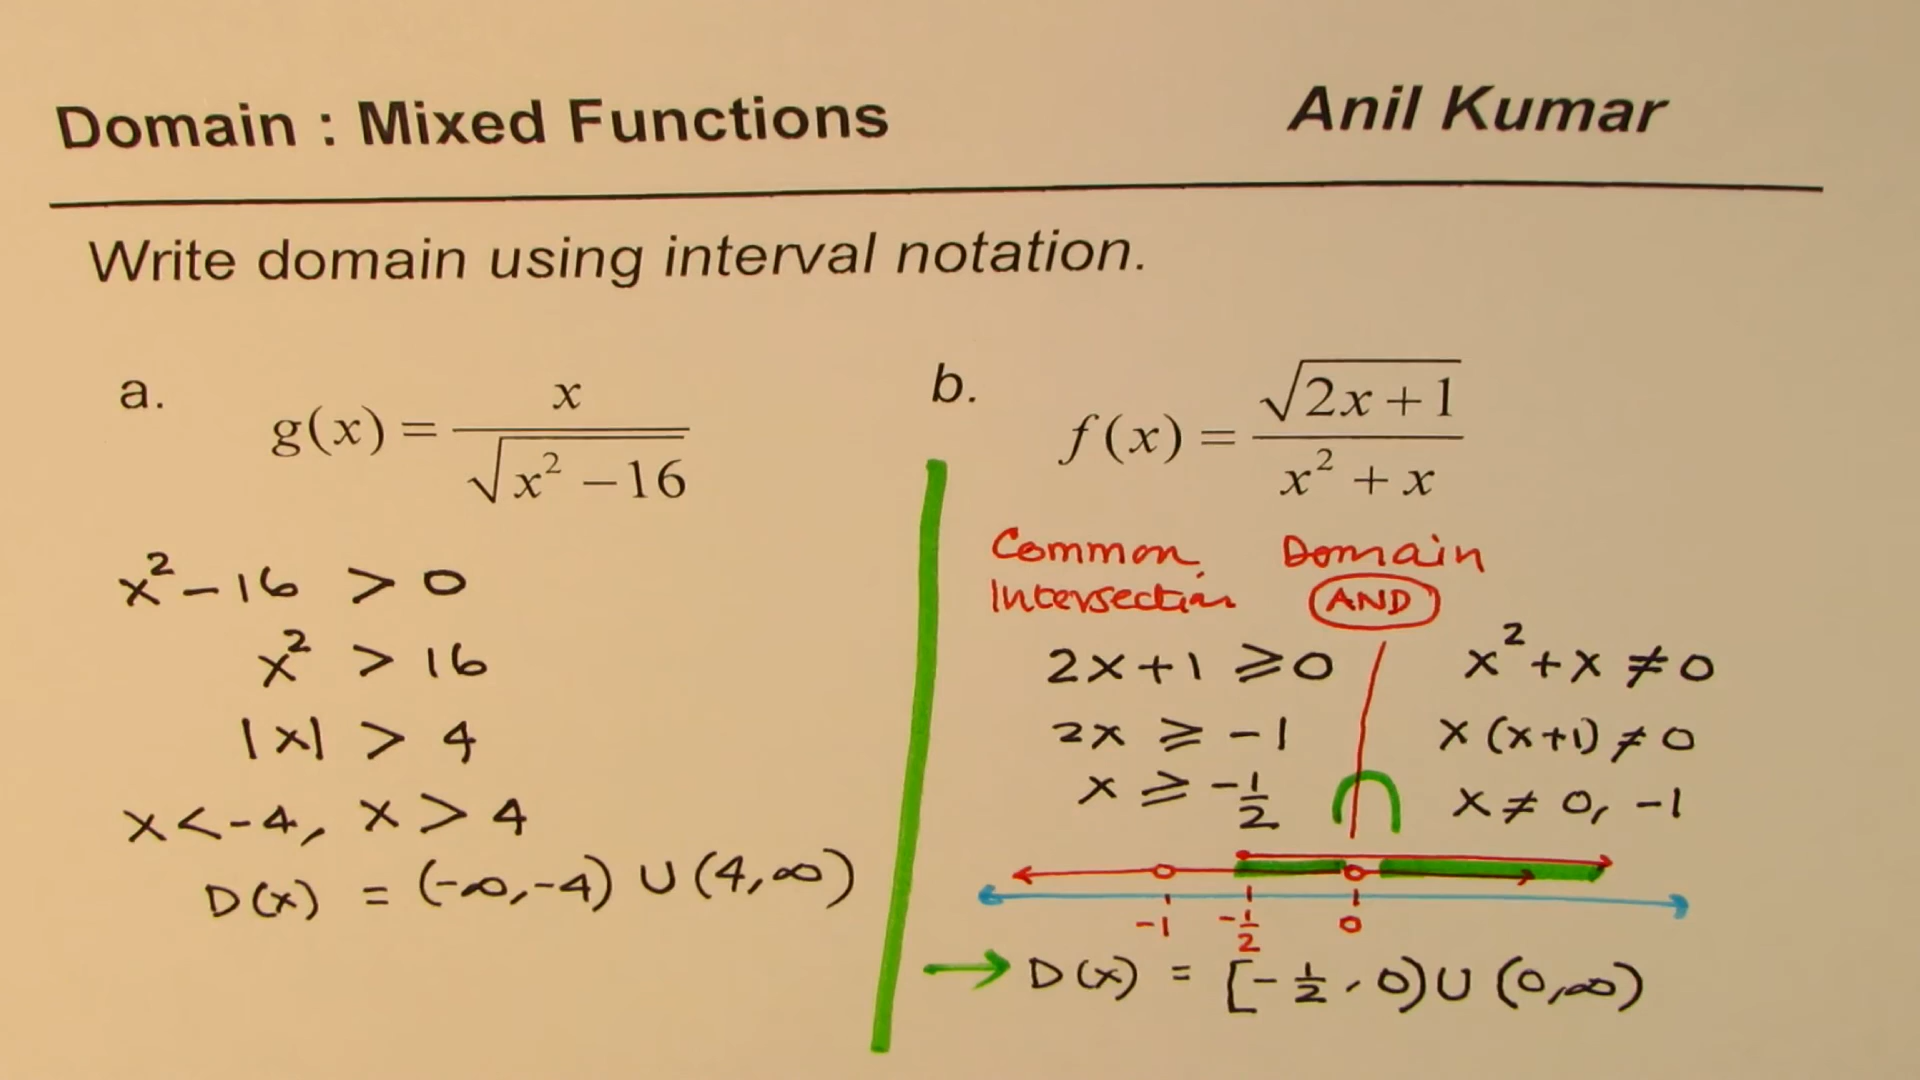 Domain : Mixed Functions
Anil Kumar
Write domain using interval notation.
a.
g(x) = x / √(x² − 16)
x² − 16 > 0
x² > 16
|x| > 4
x < −4, x > 4
D(x) = (−∞, −4) ∪ (4, ∞)
b.
f(x) = √(2x + 1) / (x² + x)
Common Domain
Intersection AND
2x + 1 ⩾ 0
2x ⩾ −1
x ⩾ −1/2
∩
x² + x ≠ 0
x (x+1) ≠ 0
x ≠ 0, −1
−1 −1/2 0
→ D(x) = [−1/2, 0) ∪ (0, ∞)